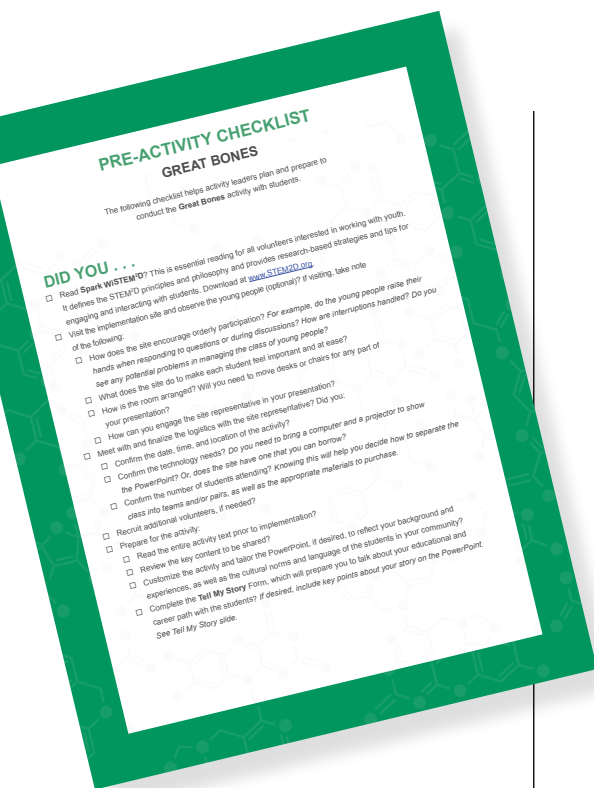 PRE-ACTIVITY CHECKLIST
GREAT BONES
The following checklist helps activity leaders plan and prepare to
conduct the Great Bones activity with students.
DID YOU . . .
☐ Read Spark WiSTEM²D? This is essential reading for all volunteers interested in working with youth.
It defines the STEM²D principles and philosophy and provides research-based strategies and tips for
engaging and interacting with students. Download at www.STEM2D.org.
☐ Visit the implementation site and observe the young people (optional)? If visiting, take note
of the following:
☐ How does the site encourage orderly participation? For example, do the young people raise their
hands when responding to questions or during discussions? How are interruptions handled? Do you
see any potential problems in managing the class of young people?
☐ What does the site do to make each student feel important and at ease?
☐ How is the room arranged? Will you need to move desks or chairs for any part of
your presentation?
☐ How can you engage the site representative in your presentation?
☐ Meet with and finalize the logistics with the site representative? Did you:
☐ Confirm the date, time, and location of the activity?
☐ Confirm the technology needs? Do you need to bring a computer and a projector to show
the PowerPoint? Or, does the site have one that you can borrow?
☐ Confirm the number of students attending? Knowing this will help you decide how to separate the
class into teams and/or pairs, as well as the appropriate materials to purchase.
☐ Recruit additional volunteers, if needed?
☐ Prepare for the activity:
☐ Read the entire activity text prior to implementation?
☐ Review the key content to be shared?
☐ Customize the activity and tailor the PowerPoint, if desired, to reflect your background and
experiences, as well as the cultural norms and language of the students in your community?
☐ Complete the Tell My Story Form, which will prepare you to talk about your educational and
career path with the students? If desired, include key points about your story on the PowerPoint.
See Tell My Story slide.